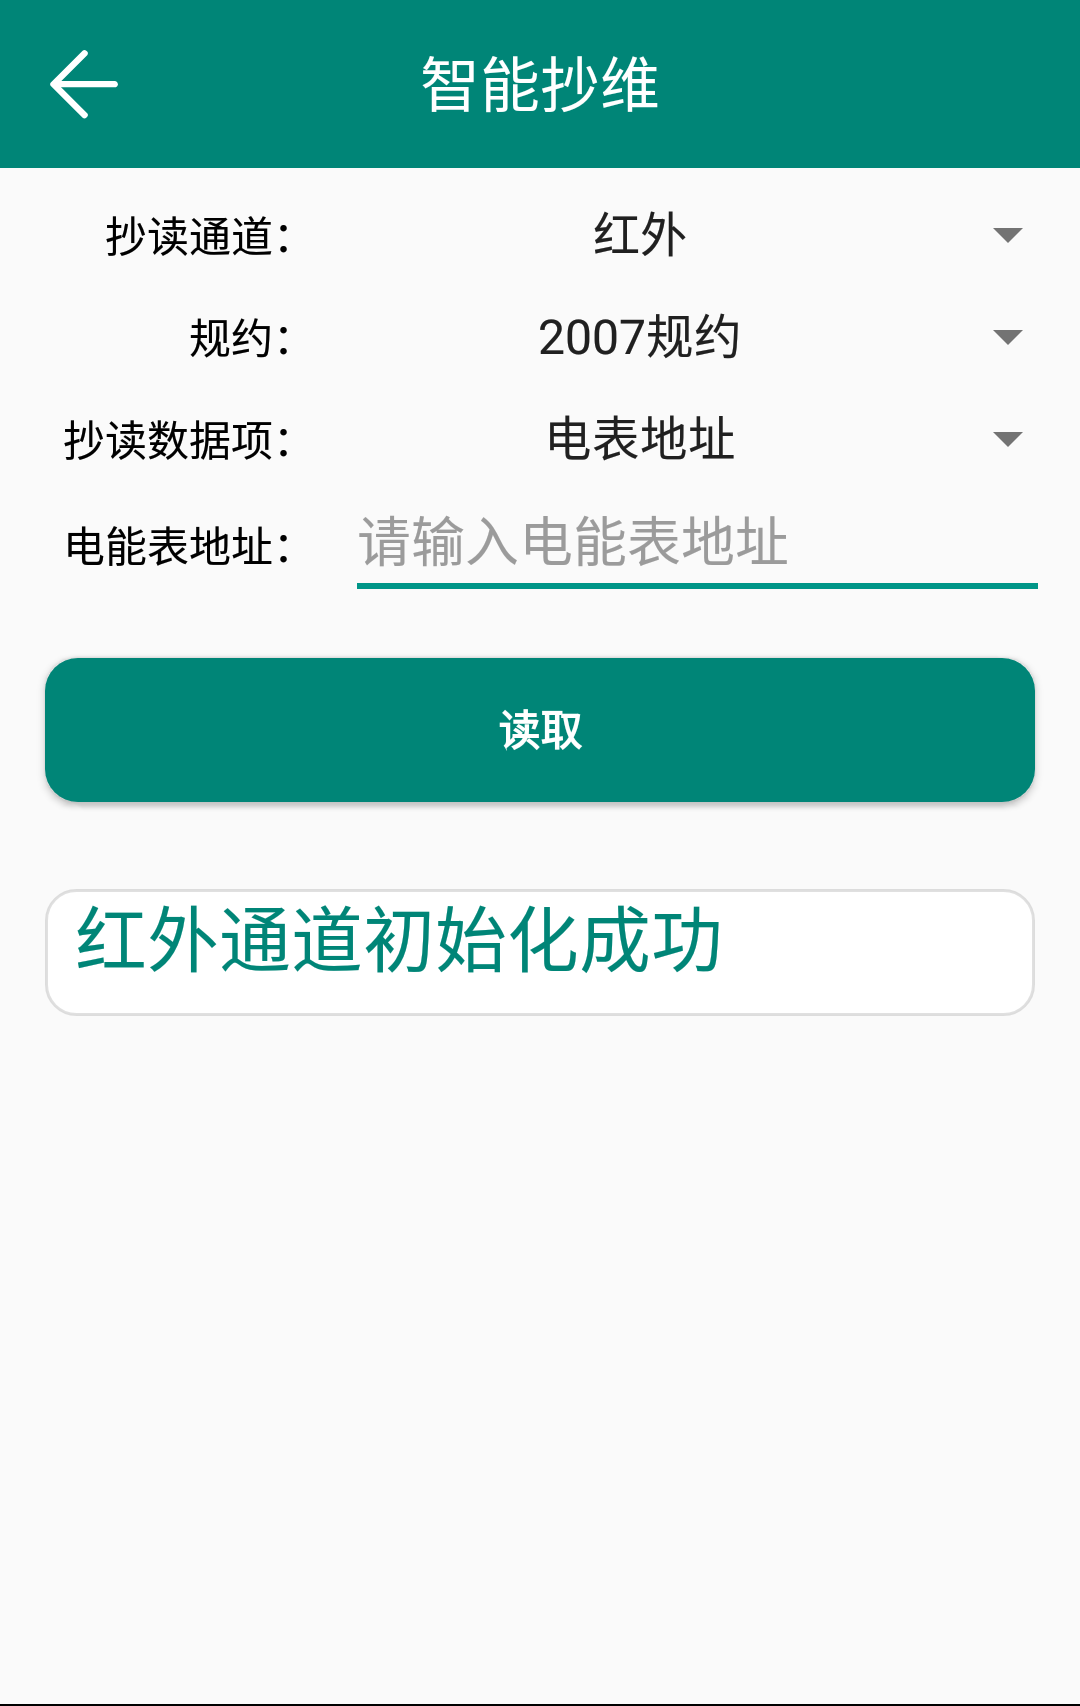 智能抄维
抄读通道： 红外
规约： 2007规约
抄读数据项： 电表地址
电能表地址： 请输入电能表地址
读取
红外通道初始化成功